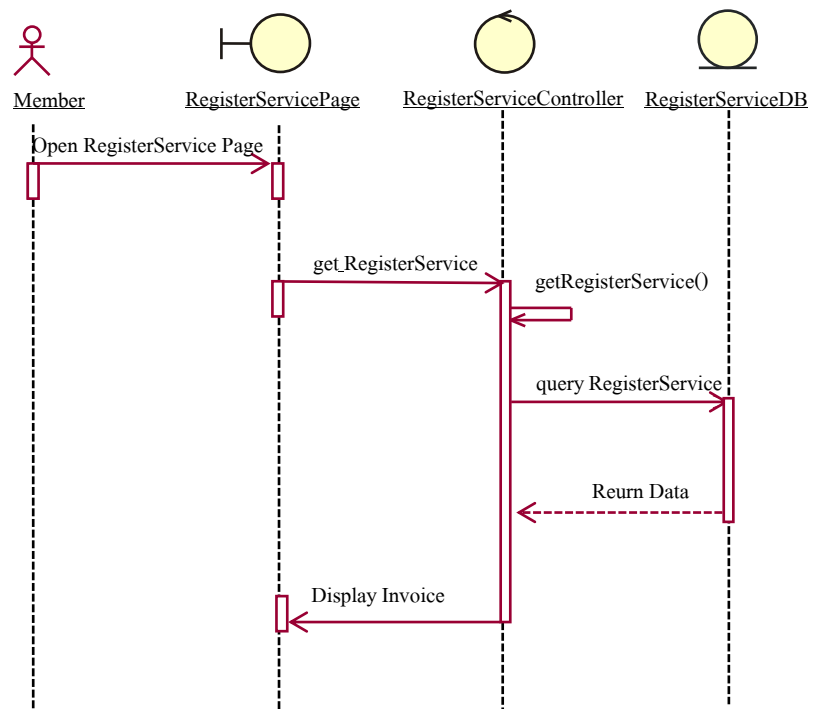 Member
RegisterServicePage
RegisterServiceController
RegisterServiceDB
Open RegisterService Page
get_RegisterService
getRegisterService()
query RegisterService
Reurn Data
Display Invoice